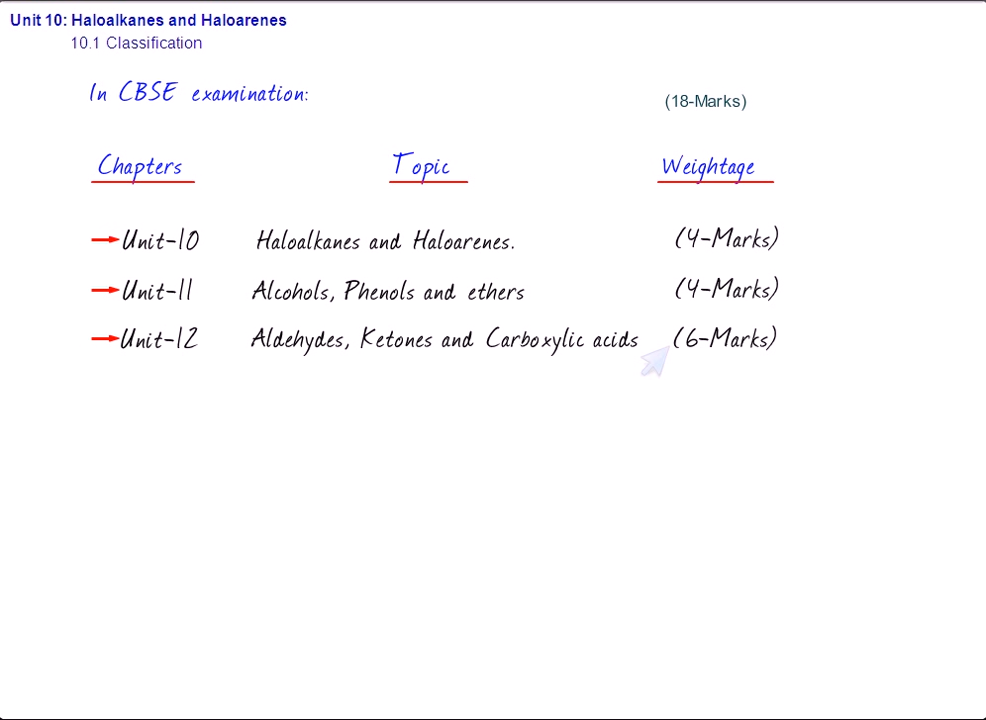 Unit 10: Haloalkanes and Haloarenes
10.1 Classification
In CBSE examination: (18-Marks)
Chapters Topic Weightage
Unit-10 Haloalkanes and Haloarenes. (4-Marks)
Unit-11 Alcohols, Phenols and ethers (4-Marks)
Unit-12 Aldehydes, Ketones and Carboxylic acids (6-Marks)